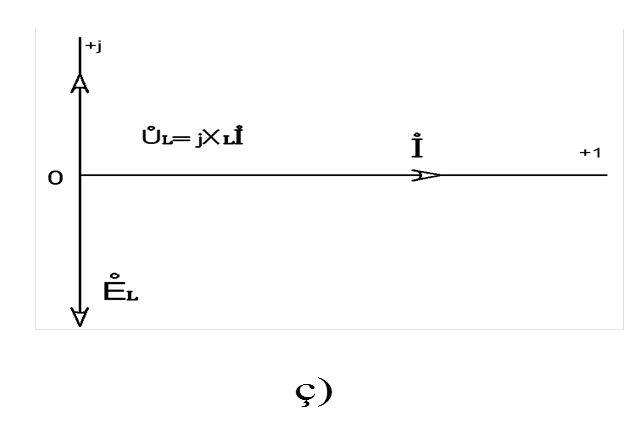 +j
ŮL= jXLİ̊
İ̊
+1
O
E̊L
ç)